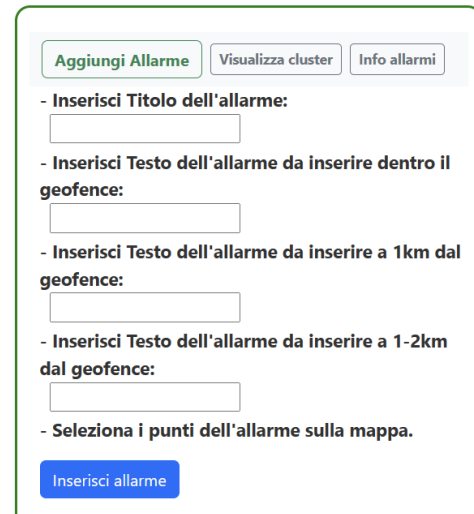 Aggiungi Allarme Visualizza cluster Info allarmi
- Inserisci Titolo dell'allarme:
- Inserisci Testo dell'allarme da inserire dentro il
geofence:
- Inserisci Testo dell'allarme da inserire a 1km dal
geofence:
- Inserisci Testo dell'allarme da inserire a 1-2km
dal geofence:
- Seleziona i punti dell'allarme sulla mappa.
Inserisci allarme